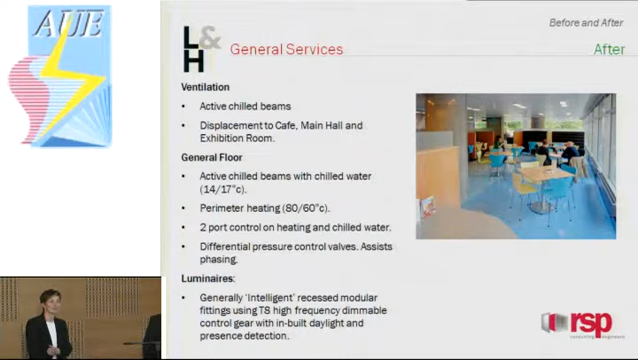 AUE
Before and After
L&
H
General Services
After
Ventilation
• Active chilled beams
• Displacement to Cafe, Main Hall and
Exhibition Room.
General Floor
• Active chilled beams with chilled water
(14/17°c).
• Perimeter heating (80/60°c).
• 2 port control on heating and chilled water.
• Differential pressure control valves. Assists
phasing.
Luminaires:
• Generally 'Intelligent' recessed modular
fittings using T8 high frequency dimmable
control gear with in-built daylight and
presence detection.
rsp
consulting engineers